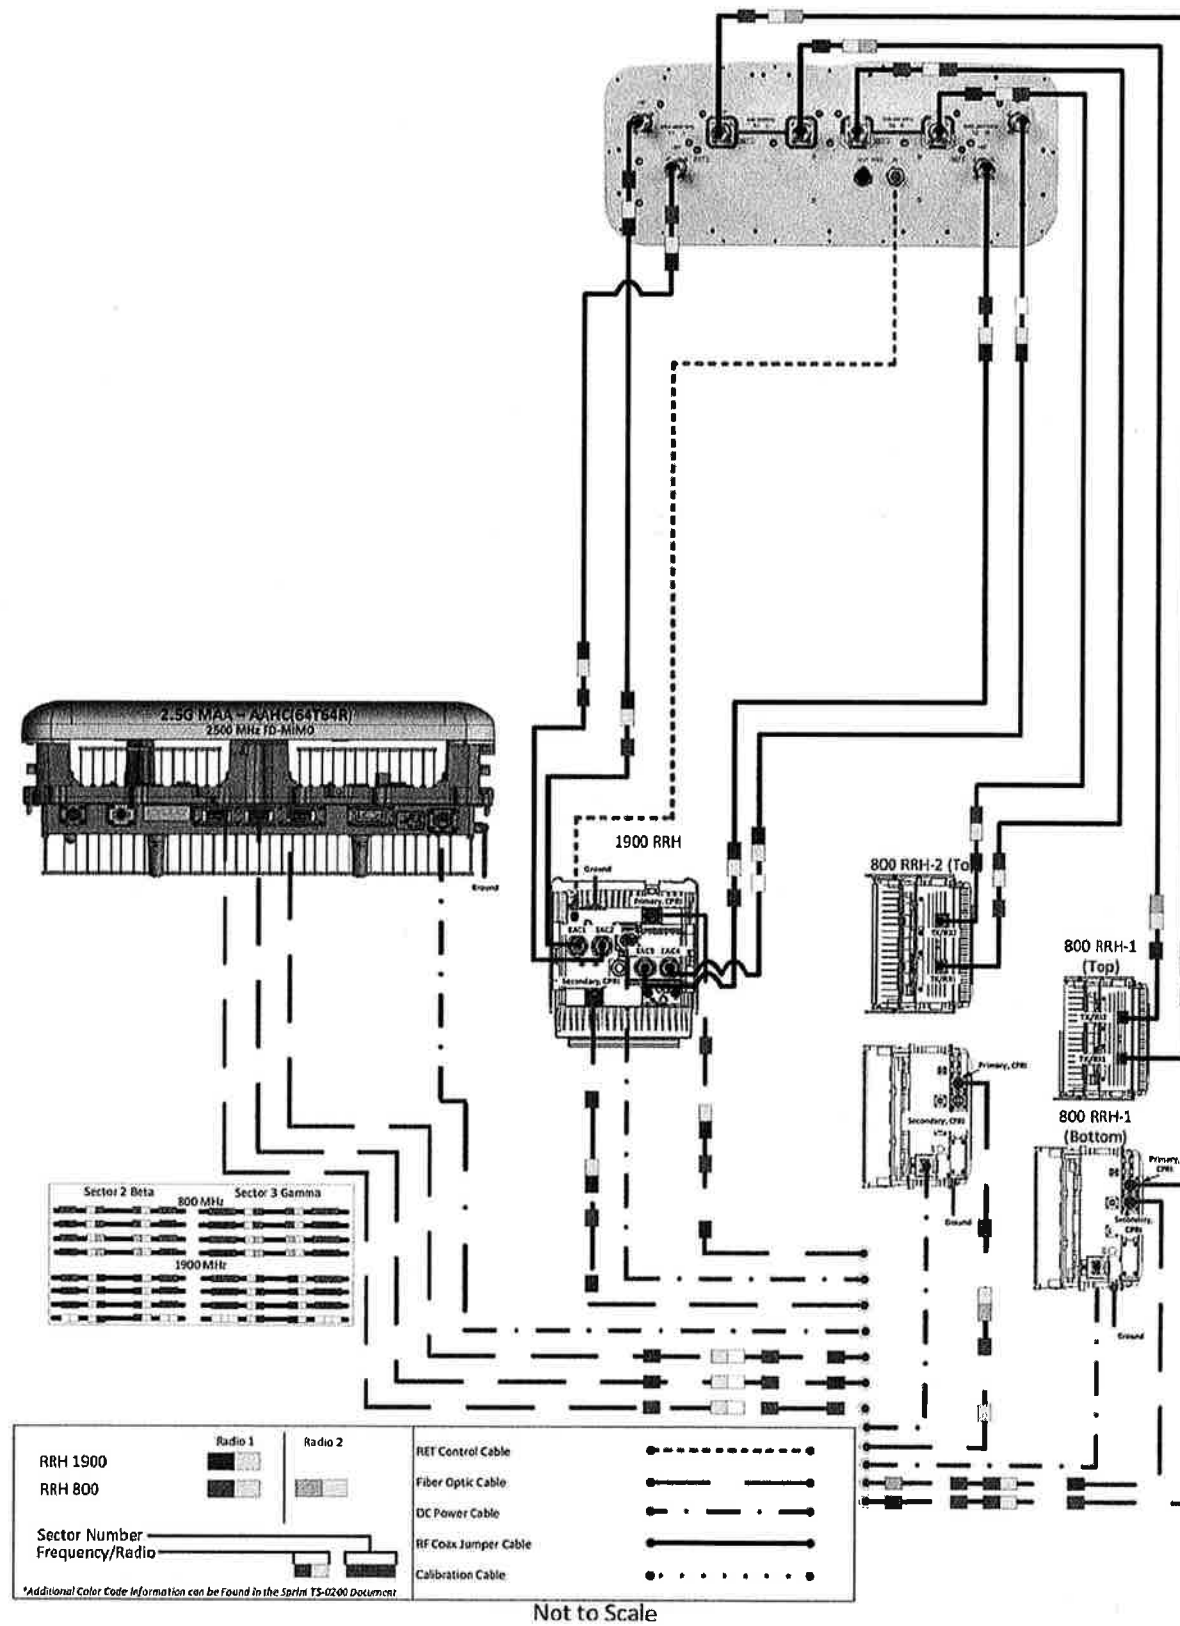 2.5G MAA – AAHC(64T64R)
2500 MHz FD-MIMO
Ground
1900 RRH
Ground
Primary, CPRI
EAC1
EAC2
EAC3
EAC4
Secondary, CPRI
800 RRH-2 (To
TX/RX2
TX/RX1
800 RRH-1
(Top)
TX/RX2
TX/RX1
Primary, CPRI
Secondary, CPRI
Ground
800 RRH-1
(Bottom)
Primary,
CPRI
Secondary,
CPRI
Ground
Sector 2 Beta
Sector 3 Gamma
800 MHz
1900 MHz
Radio 1
Radio 2
RRH 1900
RRH 800
Sector Number
Frequency/Radio
*Additional Color Code Information can be Found in the Sprint TS-0200 Document
RET Control Cable
Fiber Optic Cable
DC Power Cable
RF Coax Jumper Cable
Calibration Cable
Not to Scale